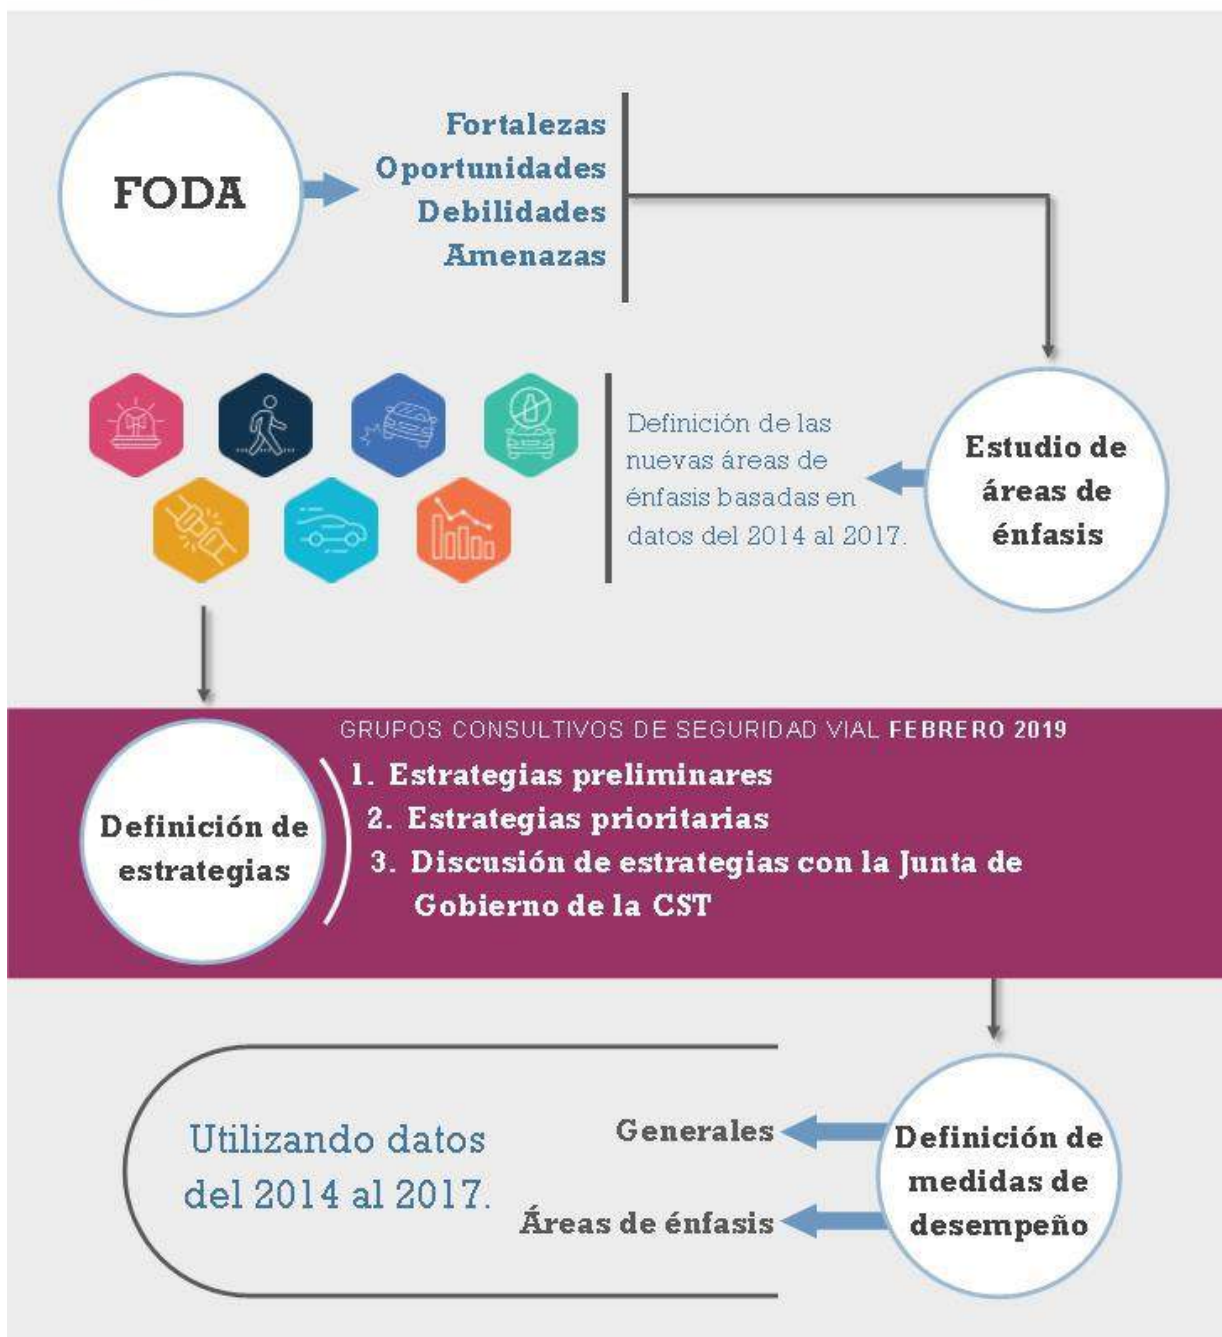 FODA
Fortalezas
Oportunidades
Debilidades
Amenazas
Definición de las
nuevas áreas de
énfasis basadas en
datos del 2014 al 2017.
Estudio de
áreas de
énfasis
GRUPOS CONSULTIVOS DE SEGURIDAD VIAL FEBRERO 2019
Definición de
estrategias
1. Estrategias preliminares
2. Estrategias prioritarias
3. Discusión de estrategias con la Junta de
Gobierno de la CST
Utilizando datos
del 2014 al 2017.
Generales
Áreas de énfasis
Definición de
medidas de
desempeño